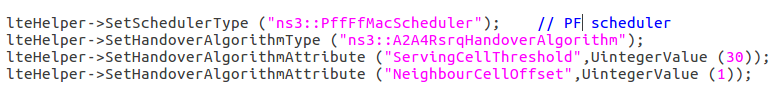 lteHelper->SetSchedulerType ("ns3::PffFfMacScheduler");    // PF scheduler
lteHelper->SetHandoverAlgorithmType ("ns3::A2A4RsrqHandoverAlgorithm");
lteHelper->SetHandoverAlgorithmAttribute ("ServingCellThreshold",UintegerValue (30));
lteHelper->SetHandoverAlgorithmAttribute ("NeighbourCellOffset",UintegerValue (1));